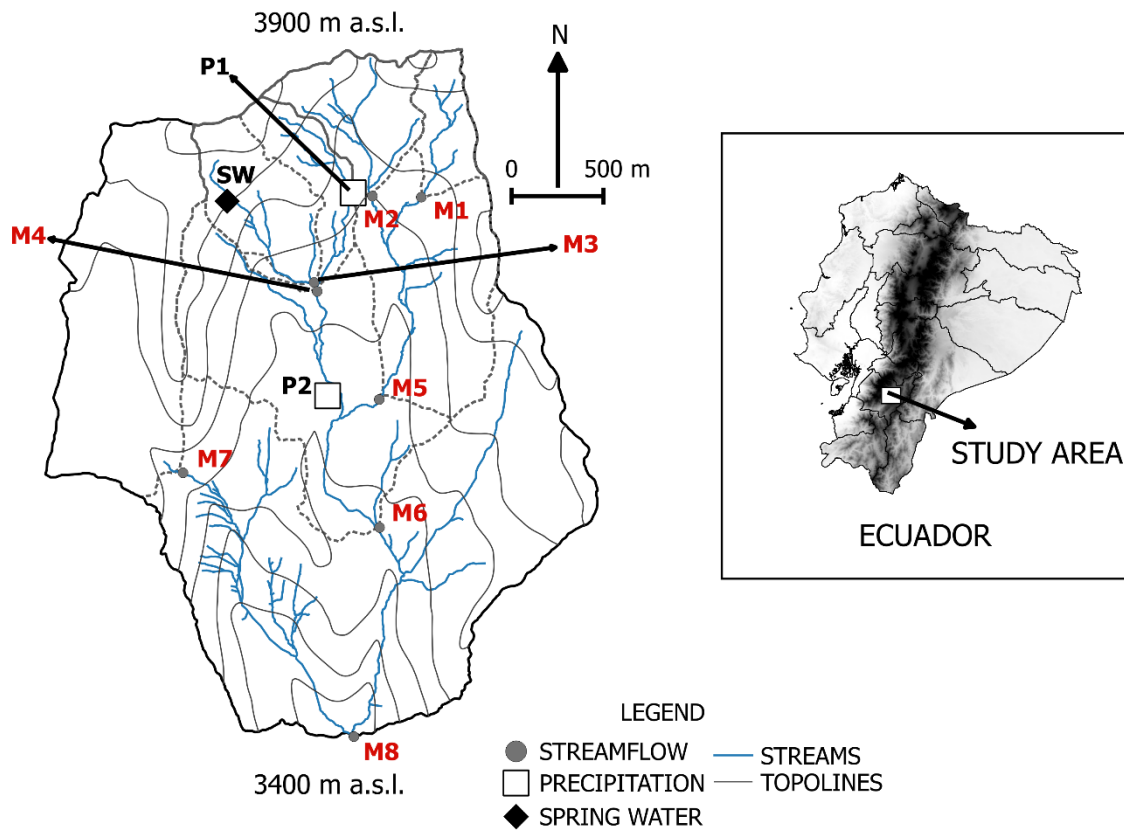 3900 m a.s.l.
N
P1
0 500 m
SW
M2
M1
M4
M3
P2
M5
M7
M6
STUDY AREA
ECUADOR
M8
3400 m a.s.l.
LEGEND
STREAMFLOW
STREAMS
PRECIPITATION
TOPOLINES
SPRING WATER